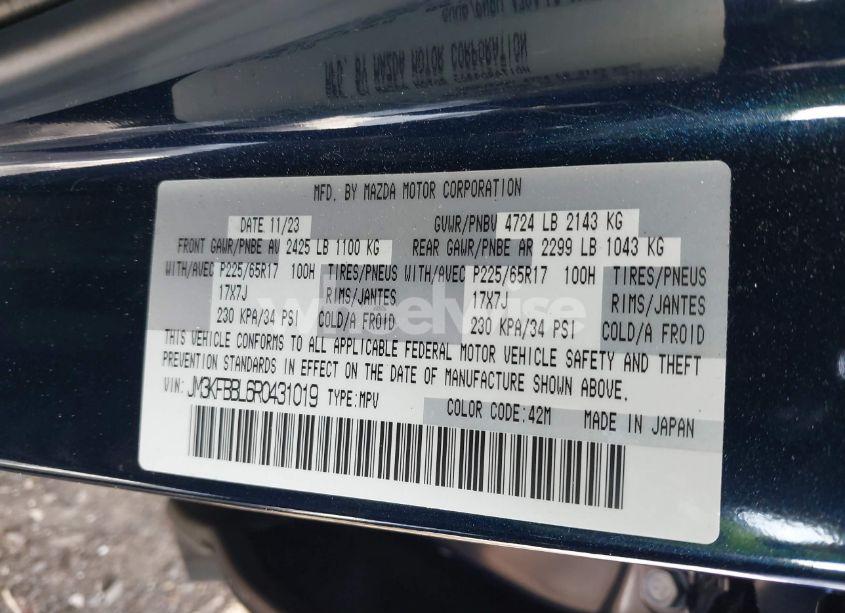 MFD. BY MAZDA MOTOR CORPORATION
DATE 11/23 GVWR/PNBV 4724 LB 2143 KG
FRONT GAWR/PNBE AV 2425 LB 1100 KG REAR GAWR/PNBE AR 2299 LB 1043 KG
WITH/AVEC P225/65R17 100H TIRES/PNEUS WITH/AVEC P225/65R17 100H TIRES/PNEUS
17X7J RIMS/JANTES 17X7J RIMS/JANTES
230 KPA/34 PSI COLD/A FROID 230 KPA/34 PSI COLD/A FROID
THIS VEHICLE CONFORMS TO ALL APPLICABLE FEDERAL MOTOR VEHICLE SAFETY AND THEFT
PREVENTION STANDARDS IN EFFECT ON THE DATE OF MANUFACTURE SHOWN ABOVE.
VIN: JM3KFBBL6R0431019 TYPE:MPV COLOR CODE:42M MADE IN JAPAN